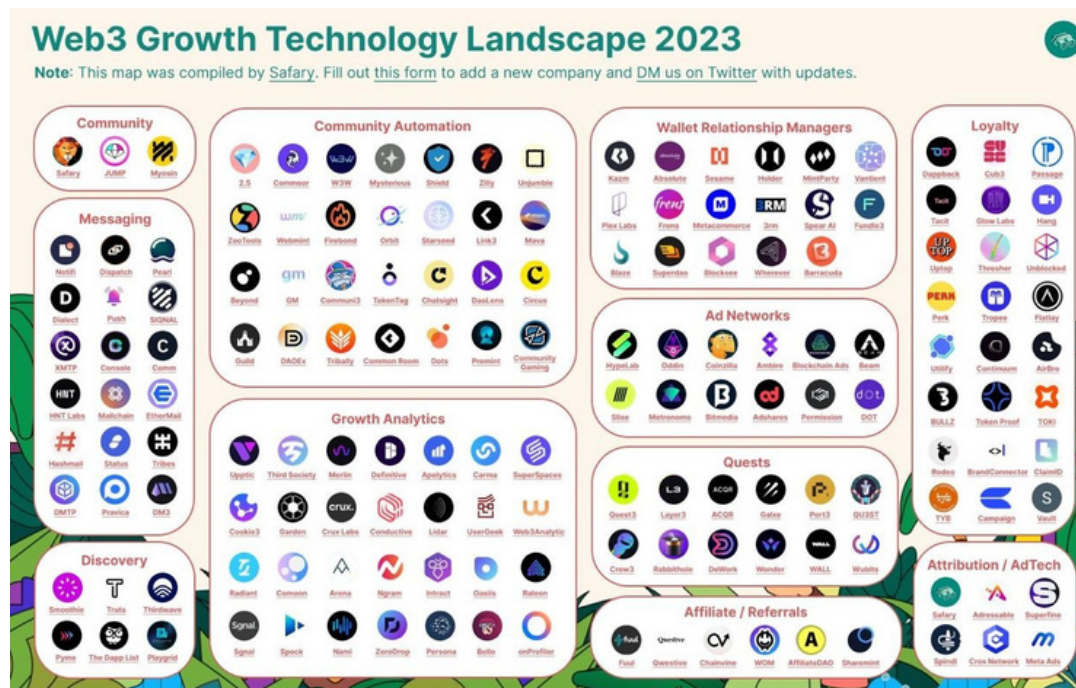 Web3 Growth Technology Landscape 2023
Note: This map was compiled by Safary. Fill out this form to add a new company and DM us on Twitter with updates.
Community
Safary JUMP Myosin
Messaging
Notifi Dispatch Pearl
Dialect Push SIGNAL
XMTP Console Comm
HNT Labs Mailchain EtherMail
Hashmail Status Tribes
DMTP Pravica DM3
Discovery
Smoothie Truts Thirdwave
Pyme The Dapp List Playgrid
Community Automation
2.5 Commsor W3W Mysterious Shield Zilly Unjumble
ZooTools Webmint Firebond Orbit Starseed Link3 Mava
Beyond GM Communi3 TokenTag Chatsight DaoLens Circus
Guild DAOEx Tribally Common Room Dots Premint Community Gaming
Growth Analytics
Upptic Third Society Merlin Definitive Apelytics Carma SuperSpaces
Cookie3 Garden Crux Labs Conductive Lidar UserGeek Web3Analytic
Radiant Comoon Arena Ngram Intract Oasiis Raleon
Sgnal Spock Nami ZeroDrop Persona Bello onProfiler
Wallet Relationship Managers
Kazm Absolute Sesame Holder MintParty Vantient
Plex Labs Frens Metacommerce 3rm Spear AI Fundle3
Blaze Superdao Blocksee Wherever Barracuda
Ad Networks
HypeLab Oddin Coinzilla Ambire Blockchain Ads Beam
Slise Metronomo Bitmedia Adshares Permission DOT
Quests
Quest3 Layer3 ACQR Galxe Port3 QU3ST
Crew3 Rabbithole DeWork Wonder WALL Wubits
Affiliate / Referrals
Fuul Qwestive Chainvine WOM AffiliateDAO Sharemint
Loyalty
Dappback Cub3 Passage
Tacit Glow Labs Hang
Uptop Thresher Unblocked
Perk Tropee Flatlay
Utilify Continuum AirBro
BULLZ Token Proof TOKI
Rodeo BrandConnector ClaimID
TYB Campaign Vault
Attribution / AdTech
Safary Adressable Superfine
Spindl Cros Network Meta Ads